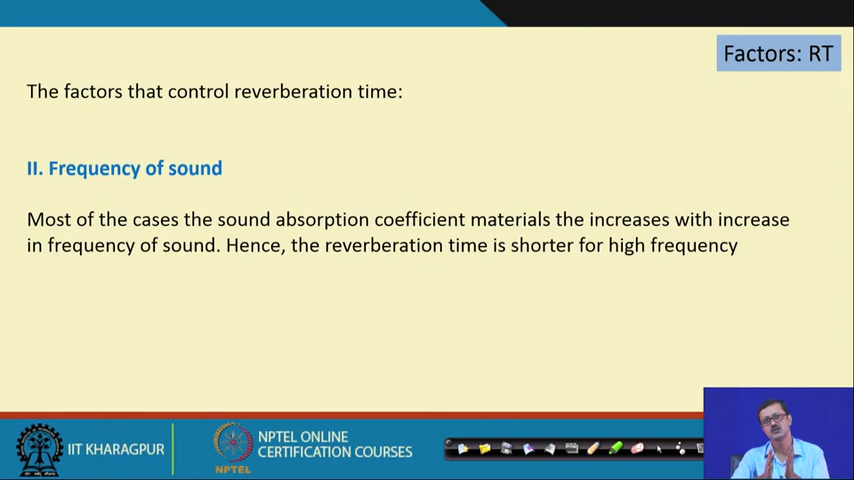 Factors: RT
The factors that control reverberation time:
II. Frequency of sound
Most of the cases the sound absorption coefficient materials the increases with increase
in frequency of sound. Hence, the reverberation time is shorter for high frequency
IIT KHARAGPUR
NPTEL
NPTEL ONLINE
CERTIFICATION COURSES